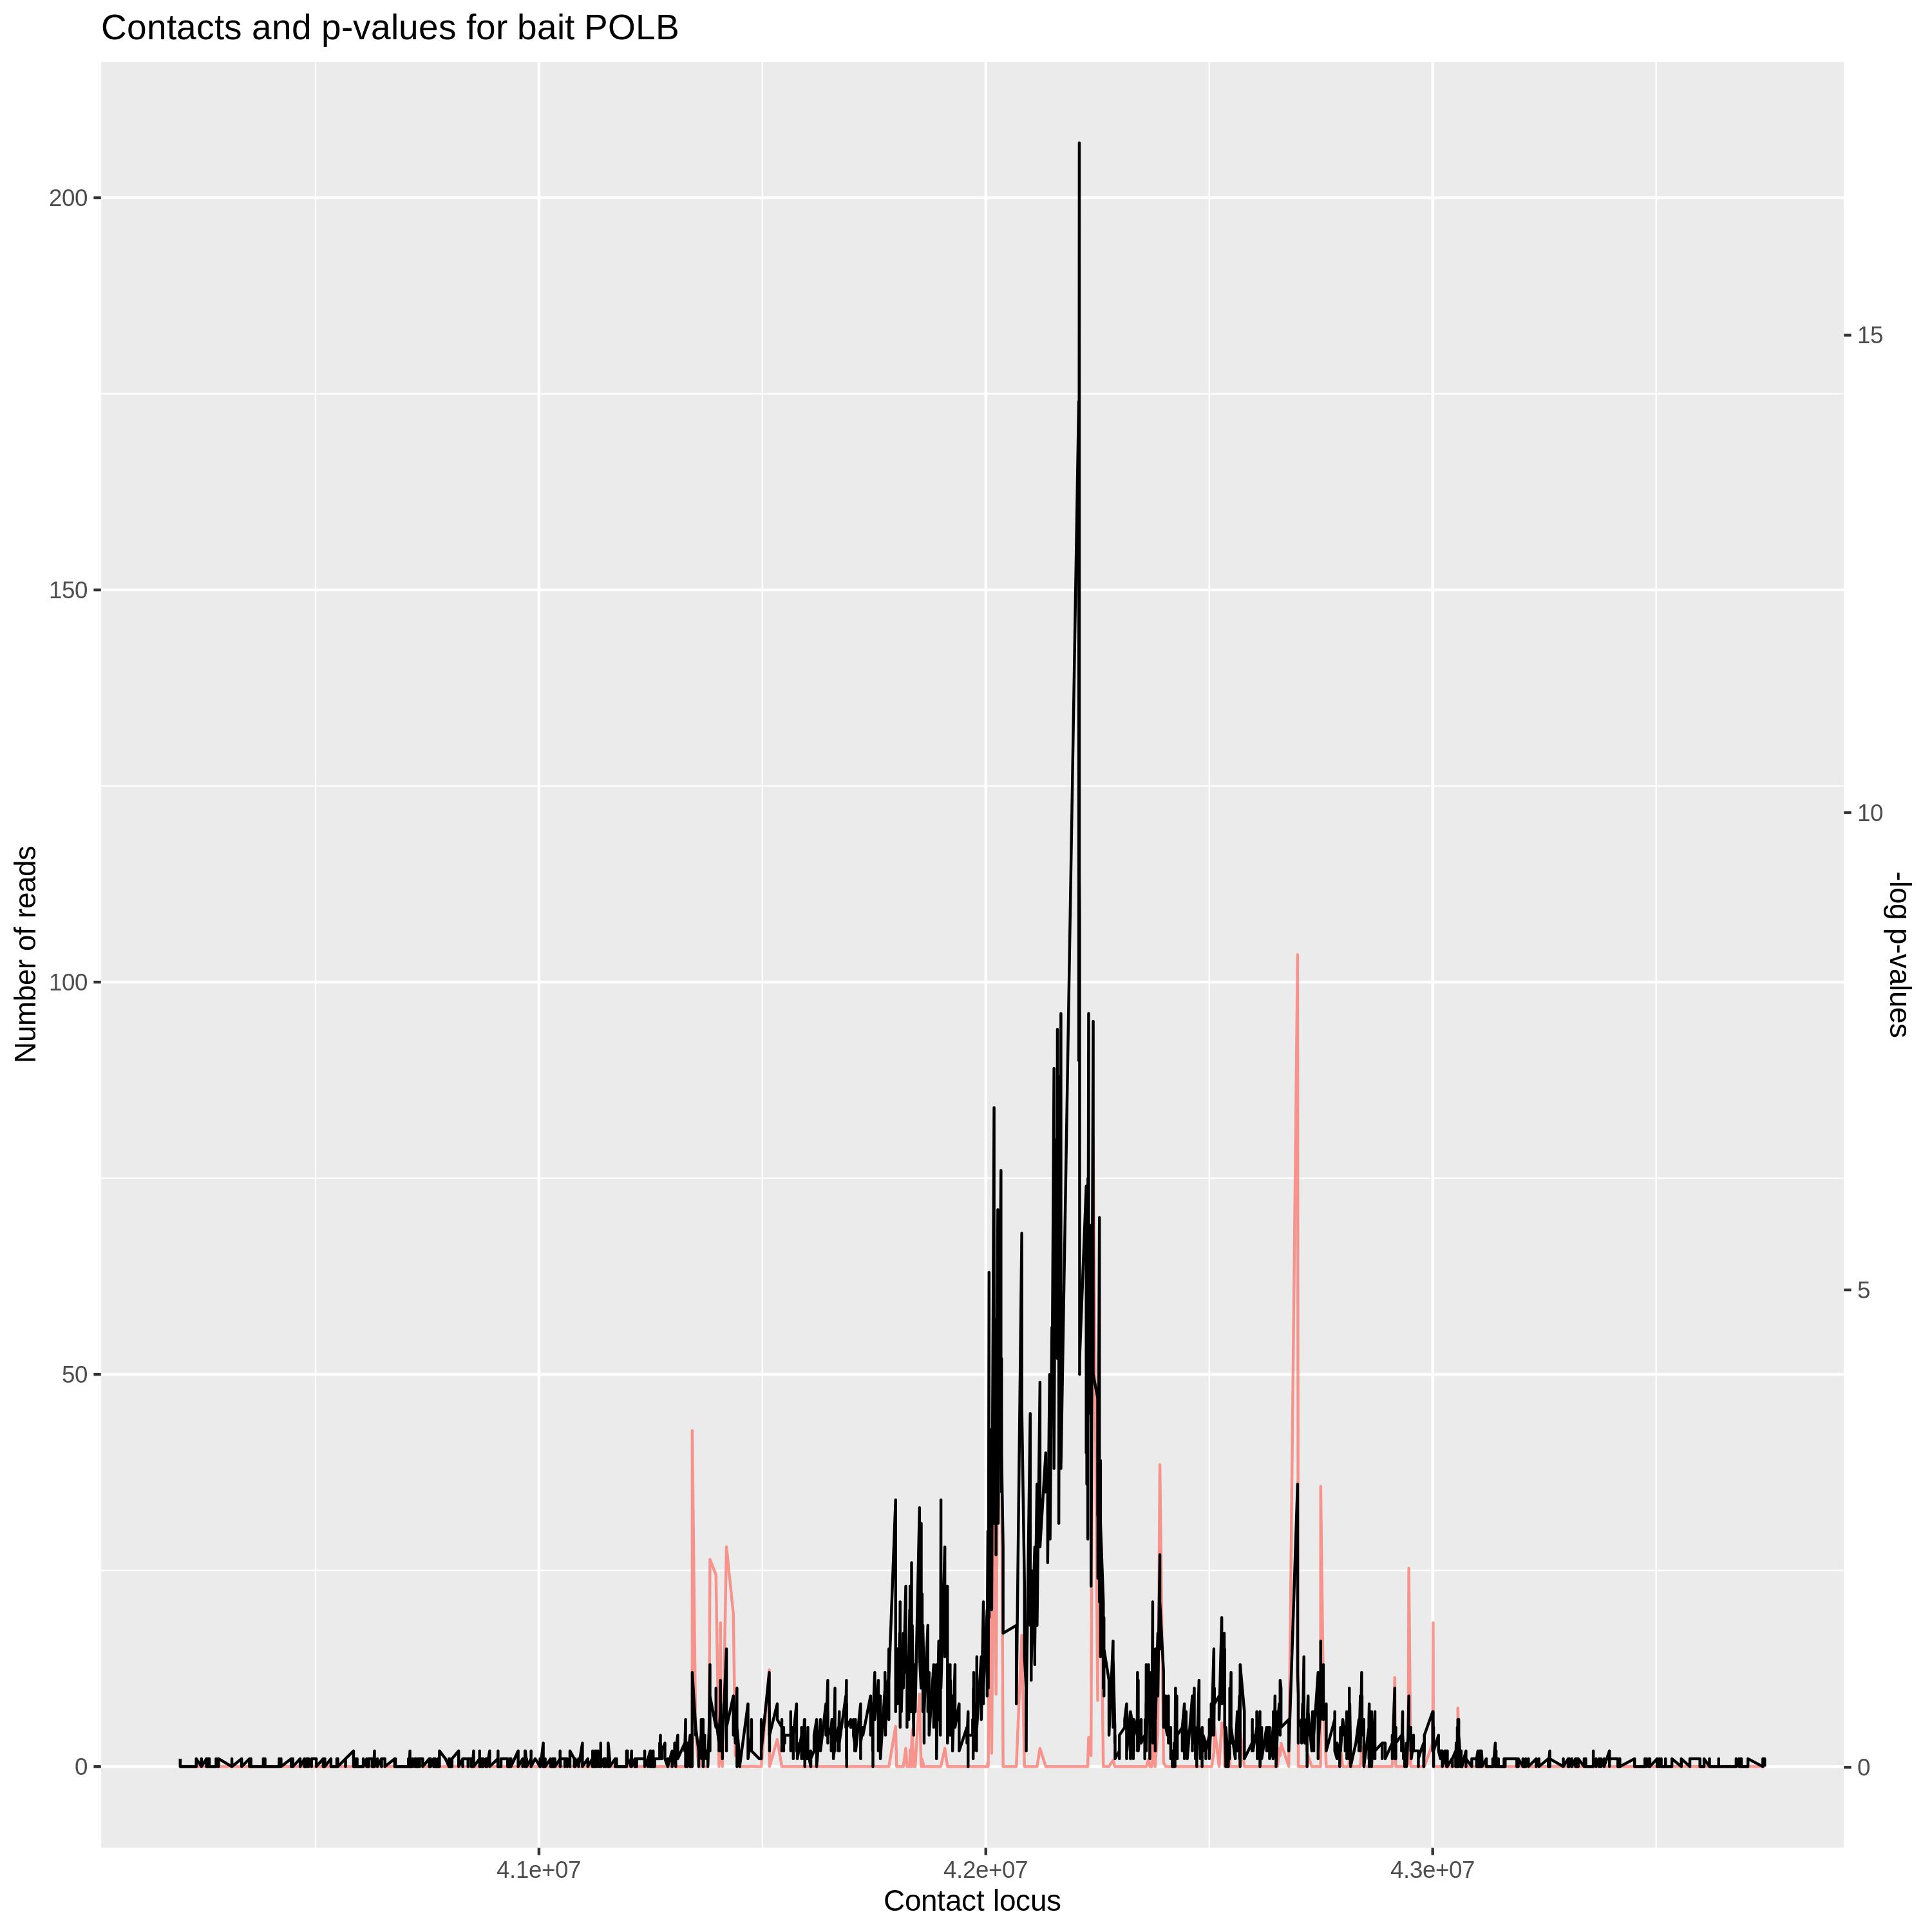 Contacts and p-values for bait POLB
200
150
100
50
0
Number of reads
15
10
5
0
-log p-values
4.1e+07
4.2e+07
4.3e+07
Contact locus